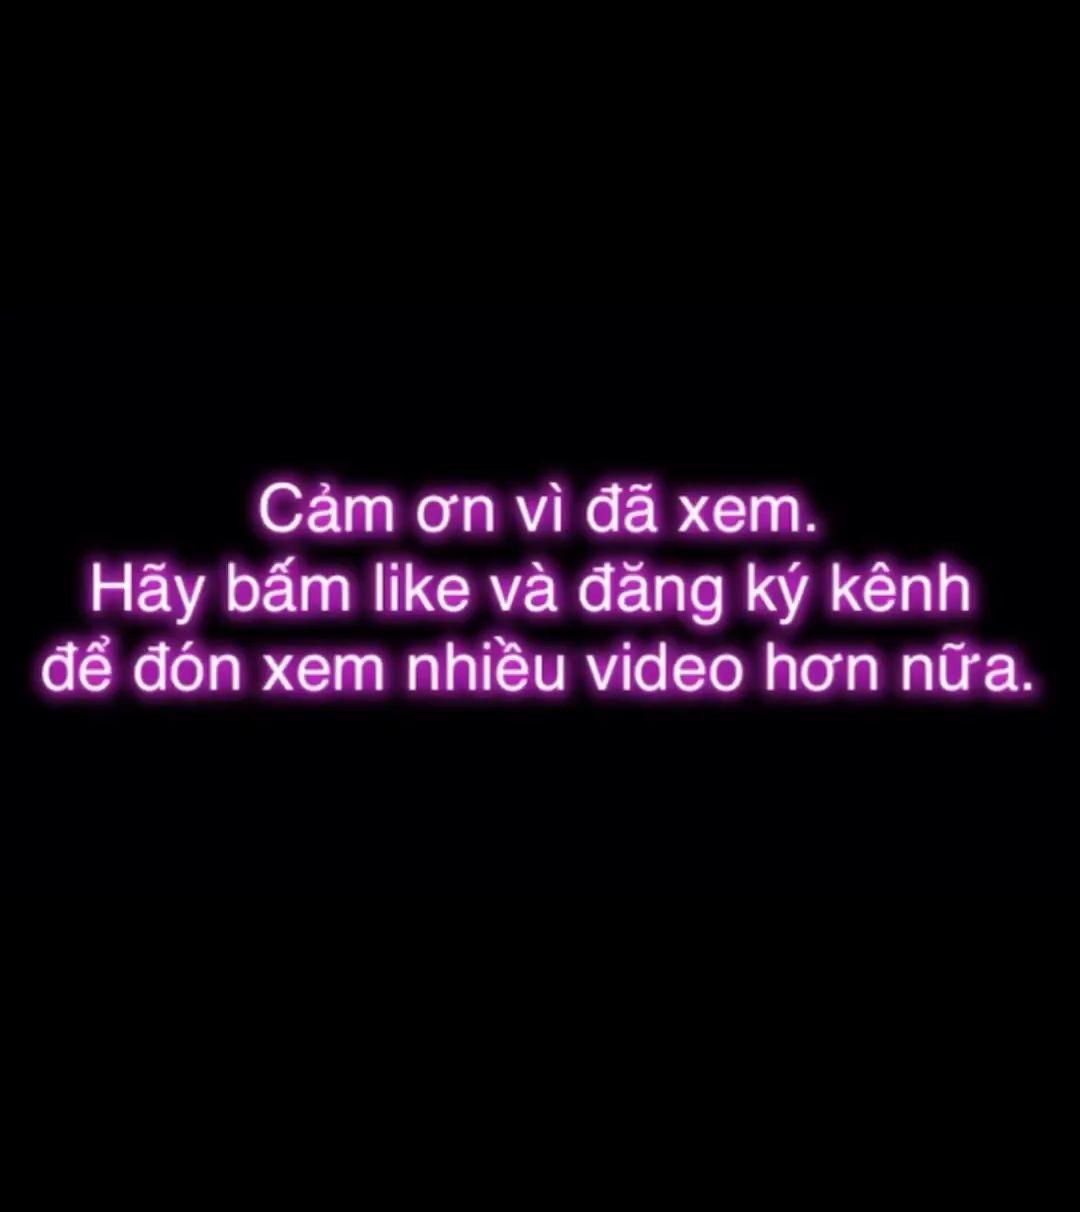 Cảm ơn vì đã xem.
Hãy bấm like và đăng ký kênh
để đón xem nhiều video hơn nữa.